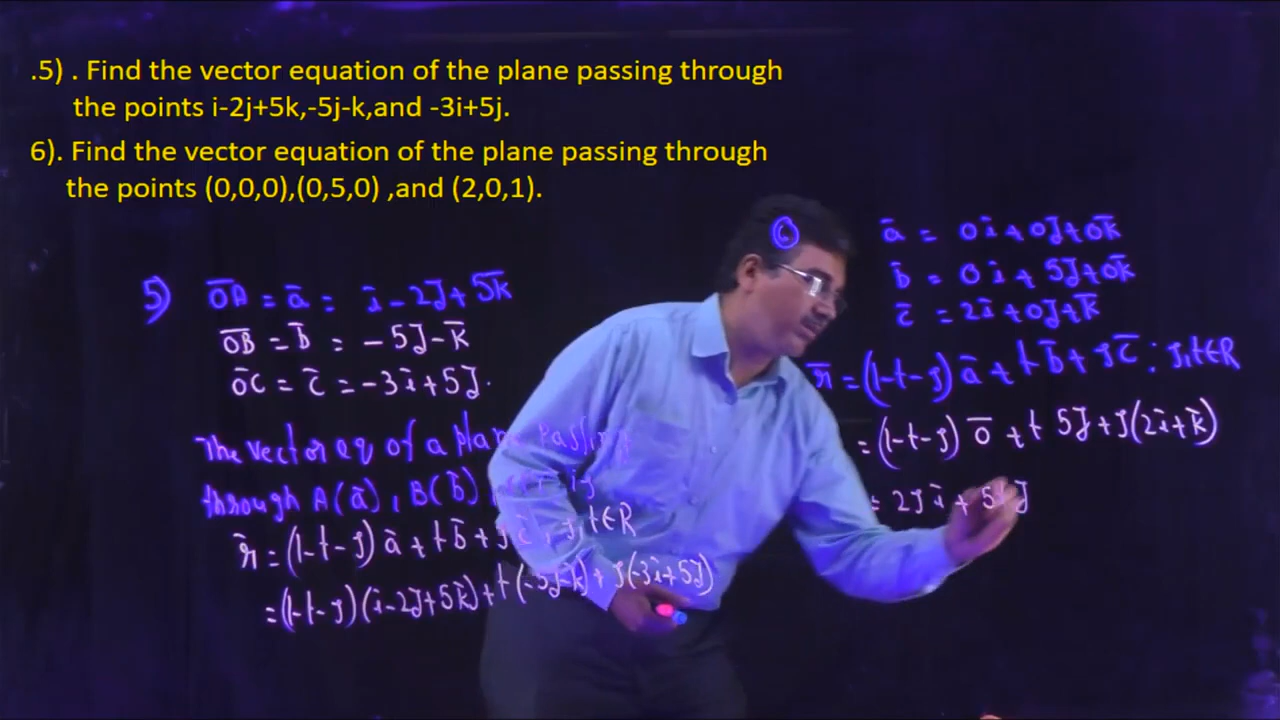 .5) . Find the vector equation of the plane passing through
the points i-2j+5k,-5j-k,and -3i+5j.
6). Find the vector equation of the plane passing through
the points (0,0,0),(0,5,0) ,and (2,0,1).
5) O̅A̅ = a̅ = i̅ - 2j̅ + 5k̅
O̅B̅ = b̅ = -5j̅ - k̅
O̅C̅ = c̅ = -3i̅ + 5j̅.
The vector eq of a plane passing
through A(a̅), B(b̅), is
r̅ = (1-t-s) a̅ + t b̅ + s c̅, s,t∈R
= (1-t-s)(i̅-2j̅+5k̅) + t(-5j̅-k̅) + s(-3i̅+5j̅)
6 a̅ = 0i̅ + 0j̅ + 0k̅
b̅ = 0i̅ + 5j̅ + 0k̅
c̅ = 2i̅ + 0j̅ + k̅
r̅ = (1-t-s) a̅ + t b̅ + s c̅ ; s,t∈R
= (1-t-s) 0̅ + t 5j̅ + s(2i̅+k̅)
= 2s i̅ + 5t j̅